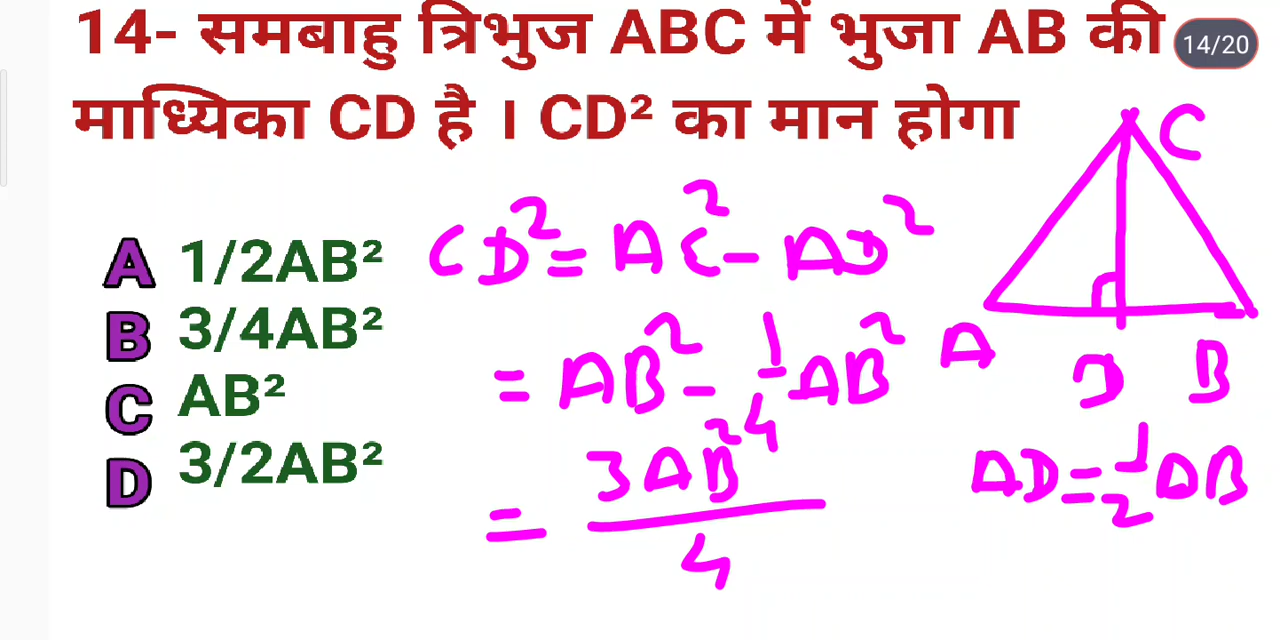 14- समबाहु त्रिभुज ABC में भुजा AB की
14/20
माध्यिका CD है । CD² का मान होगा
A 1/2AB²
B 3/4AB²
C AB²
D 3/2AB²
CD² = AC² - AD²
= AB² - 1/4 AB²
= 3AB²/4
C
A D B
AD = 1/2 AB